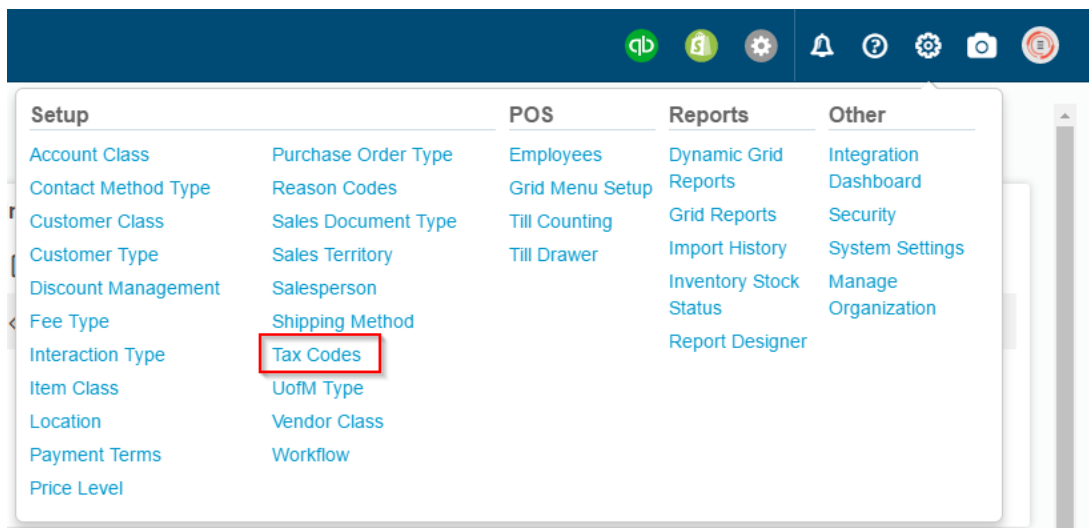 qb
Setup
Account Class
Contact Method Type
Customer Class
Customer Type
Discount Management
Fee Type
Interaction Type
Item Class
Location
Payment Terms
Price Level
Purchase Order Type
Reason Codes
Sales Document Type
Sales Territory
Salesperson
Shipping Method
Tax Codes
UofM Type
Vendor Class
Workflow
POS
Employees
Grid Menu Setup
Till Counting
Till Drawer
Reports
Dynamic Grid
Reports
Grid Reports
Import History
Inventory Stock
Status
Report Designer
Other
Integration
Dashboard
Security
System Settings
Manage
Organization